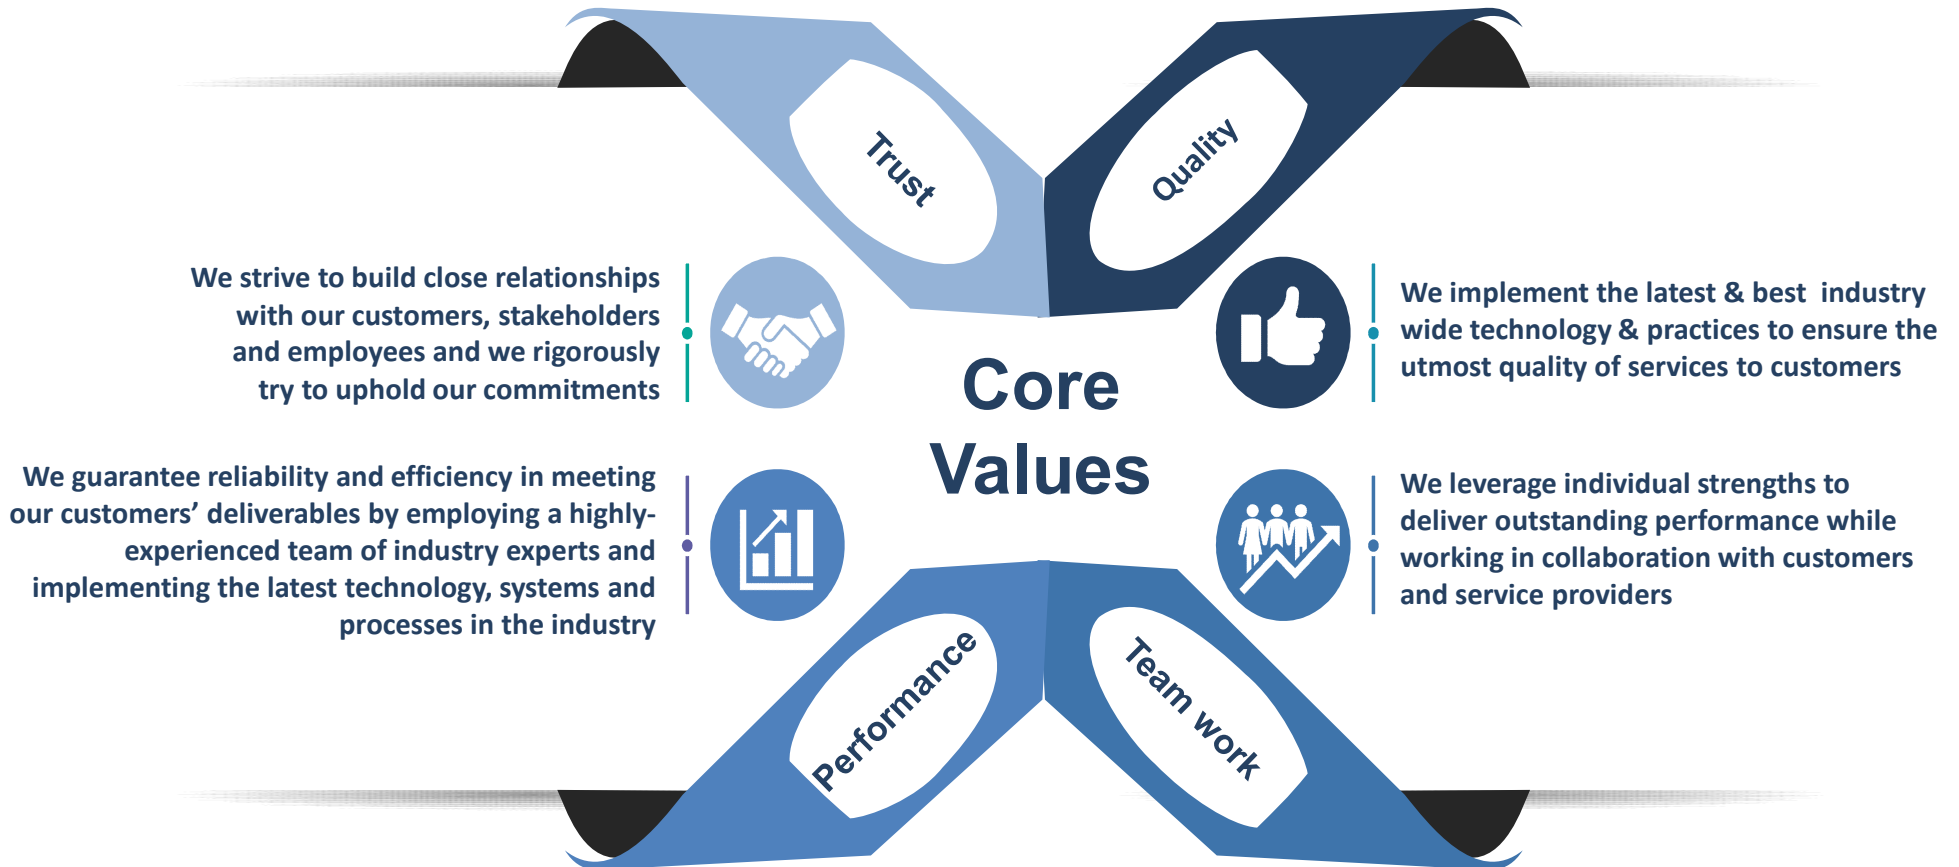 Trust
Quality
We strive to build close relationships
with our customers, stakeholders
and employees and we rigorously
try to uphold our commitments
We implement the latest & best  industry
wide technology & practices to ensure the
utmost quality of services to customers
Core
Values
We guarantee reliability and efficiency in meeting
our customers’ deliverables by employing a highly-
experienced team of industry experts and
implementing the latest technology, systems and
processes in the industry
We leverage individual strengths to
deliver outstanding performance while
working in collaboration with customers
and service providers
Performance
Team work